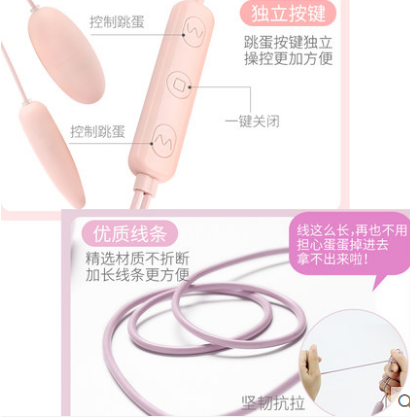 控制跳蛋
独立按键
跳蛋按键独立
操控更加方便
一键关闭
控制跳蛋
优质线条
精选材质不折断
加长线条更方便
线这么长,再也不用
担心蛋蛋掉进去
拿不出来啦!
坚韧抗拉